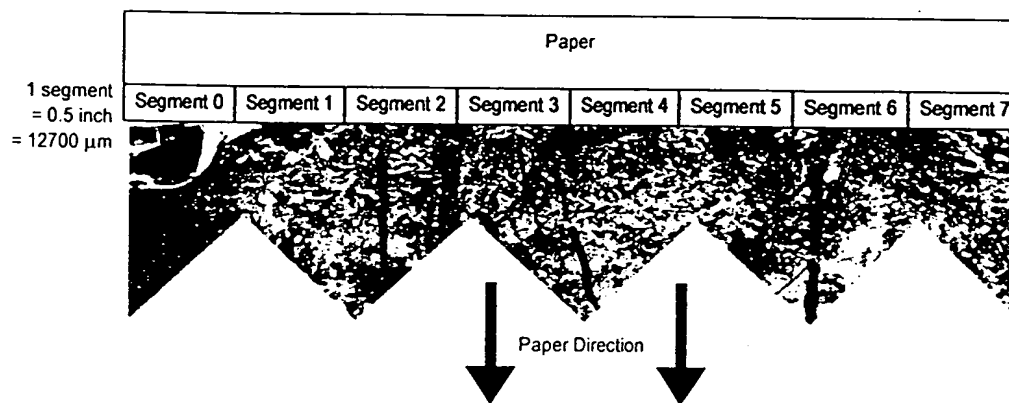 Paper
1 segment
= 0.5 inch
= 12700 µm
Segment 0 Segment 1 Segment 2 Segment 3 Segment 4 Segment 5 Segment 6 Segment 7
Paper Direction